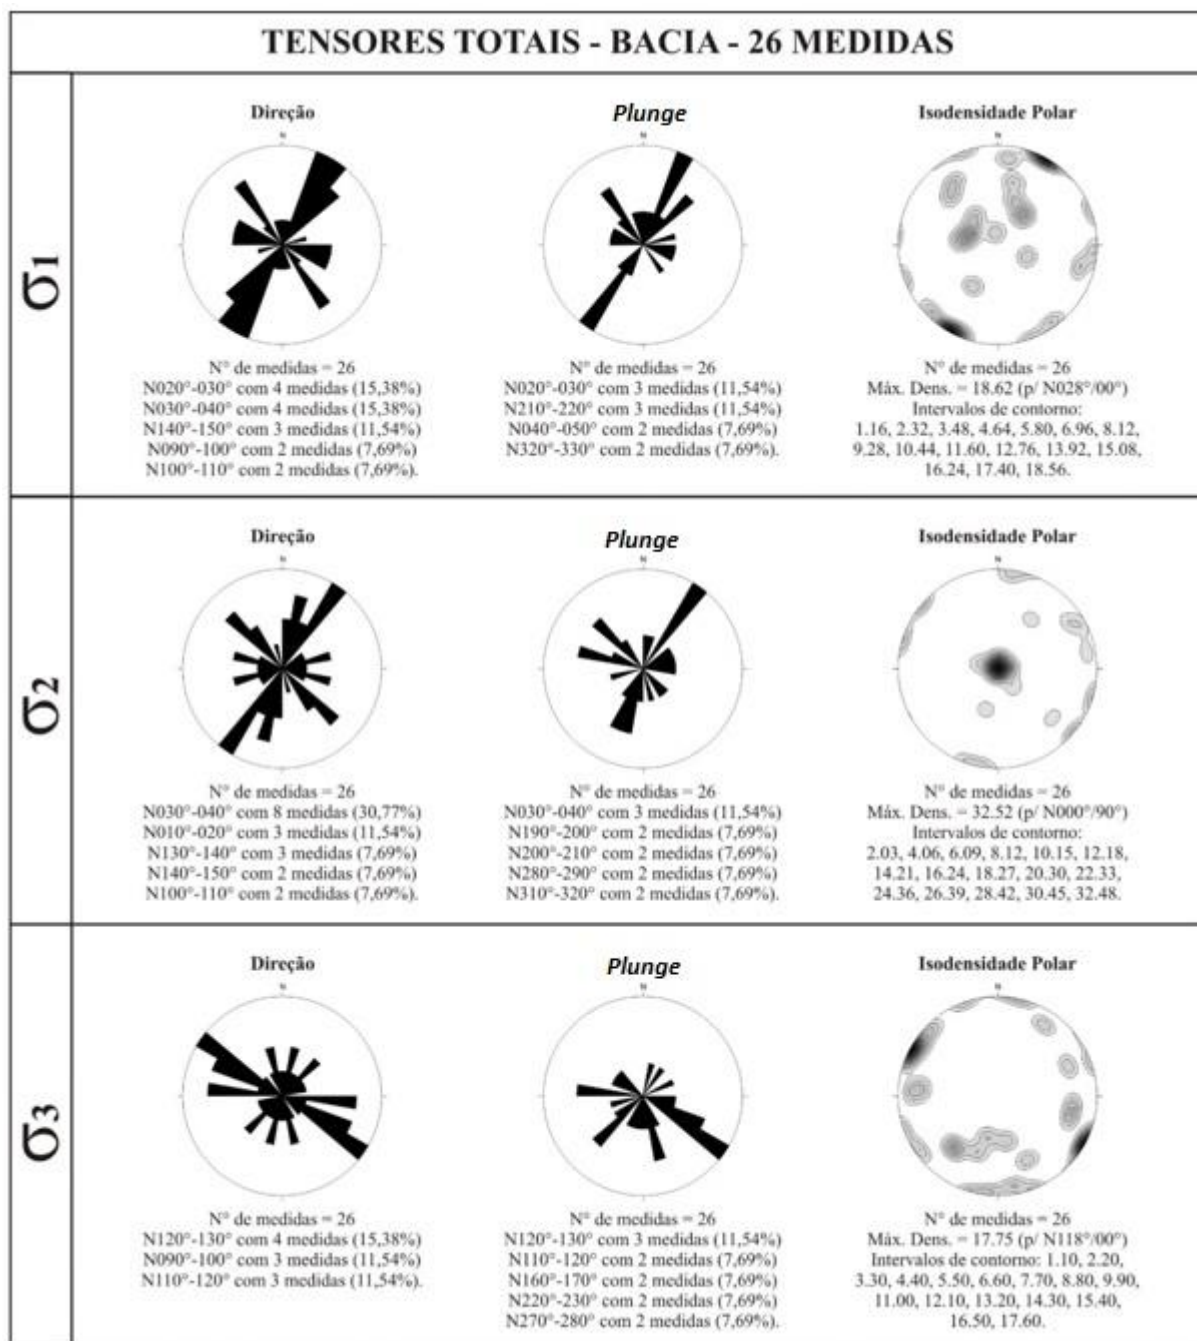 TENSORES TOTAIS - BACIA - 26 MEDIDAS
σ1
Direção
N
N° de medidas = 26
N020°-030° com 4 medidas (15,38%)
N030°-040° com 4 medidas (15,38%)
N140°-150° com 3 medidas (11,54%)
N090°-100° com 2 medidas (7,69%)
N100°-110° com 2 medidas (7,69%).
Plunge
N
N° de medidas = 26
N020°-030° com 3 medidas (11,54%)
N210°-220° com 3 medidas (11,54%)
N040°-050° com 2 medidas (7,69%)
N320°-330° com 2 medidas (7,69%).
Isodensidade Polar
N
N° de medidas = 26
Máx. Dens. = 18.62 (p/ N028°/00°)
Intervalos de contorno:
1.16, 2.32, 3.48, 4.64, 5.80, 6.96, 8.12,
9.28, 10.44, 11.60, 12.76, 13.92, 15.08,
16.24, 17.40, 18.56.
σ2
Direção
N
N° de medidas = 26
N030°-040° com 8 medidas (30,77%)
N010°-020° com 3 medidas (11,54%)
N130°-140° com 3 medidas (7,69%)
N140°-150° com 2 medidas (7,69%)
N100°-110° com 2 medidas (7,69%).
Plunge
N
N° de medidas = 26
N030°-040° com 3 medidas (11,54%)
N190°-200° com 2 medidas (7,69%)
N200°-210° com 2 medidas (7,69%)
N280°-290° com 2 medidas (7,69%)
N310°-320° com 2 medidas (7,69%).
Isodensidade Polar
N
N° de medidas = 26
Máx. Dens. = 32.52 (p/ N000°/90°)
Intervalos de contorno:
2.03, 4.06, 6.09, 8.12, 10.15, 12.18,
14.21, 16.24, 18.27, 20.30, 22.33,
24.36, 26.39, 28.42, 30.45, 32.48.
σ3
Direção
N
N° de medidas = 26
N120°-130° com 4 medidas (15,38%)
N090°-100° com 3 medidas (11,54%)
N110°-120° com 3 medidas (11,54%).
Plunge
N
N° de medidas = 26
N120°-130° com 3 medidas (11,54%)
N110°-120° com 2 medidas (7,69%)
N160°-170° com 2 medidas (7,69%)
N220°-230° com 2 medidas (7,69%)
N270°-280° com 2 medidas (7,69%).
Isodensidade Polar
N
N° de medidas = 26
Máx. Dens. = 17.75 (p/ N118°/00°)
Intervalos de contorno: 1.10, 2.20,
3.30, 4.40, 5.50, 6.60, 7.70, 8.80, 9.90,
11.00, 12.10, 13.20, 14.30, 15.40,
16.50, 17.60.